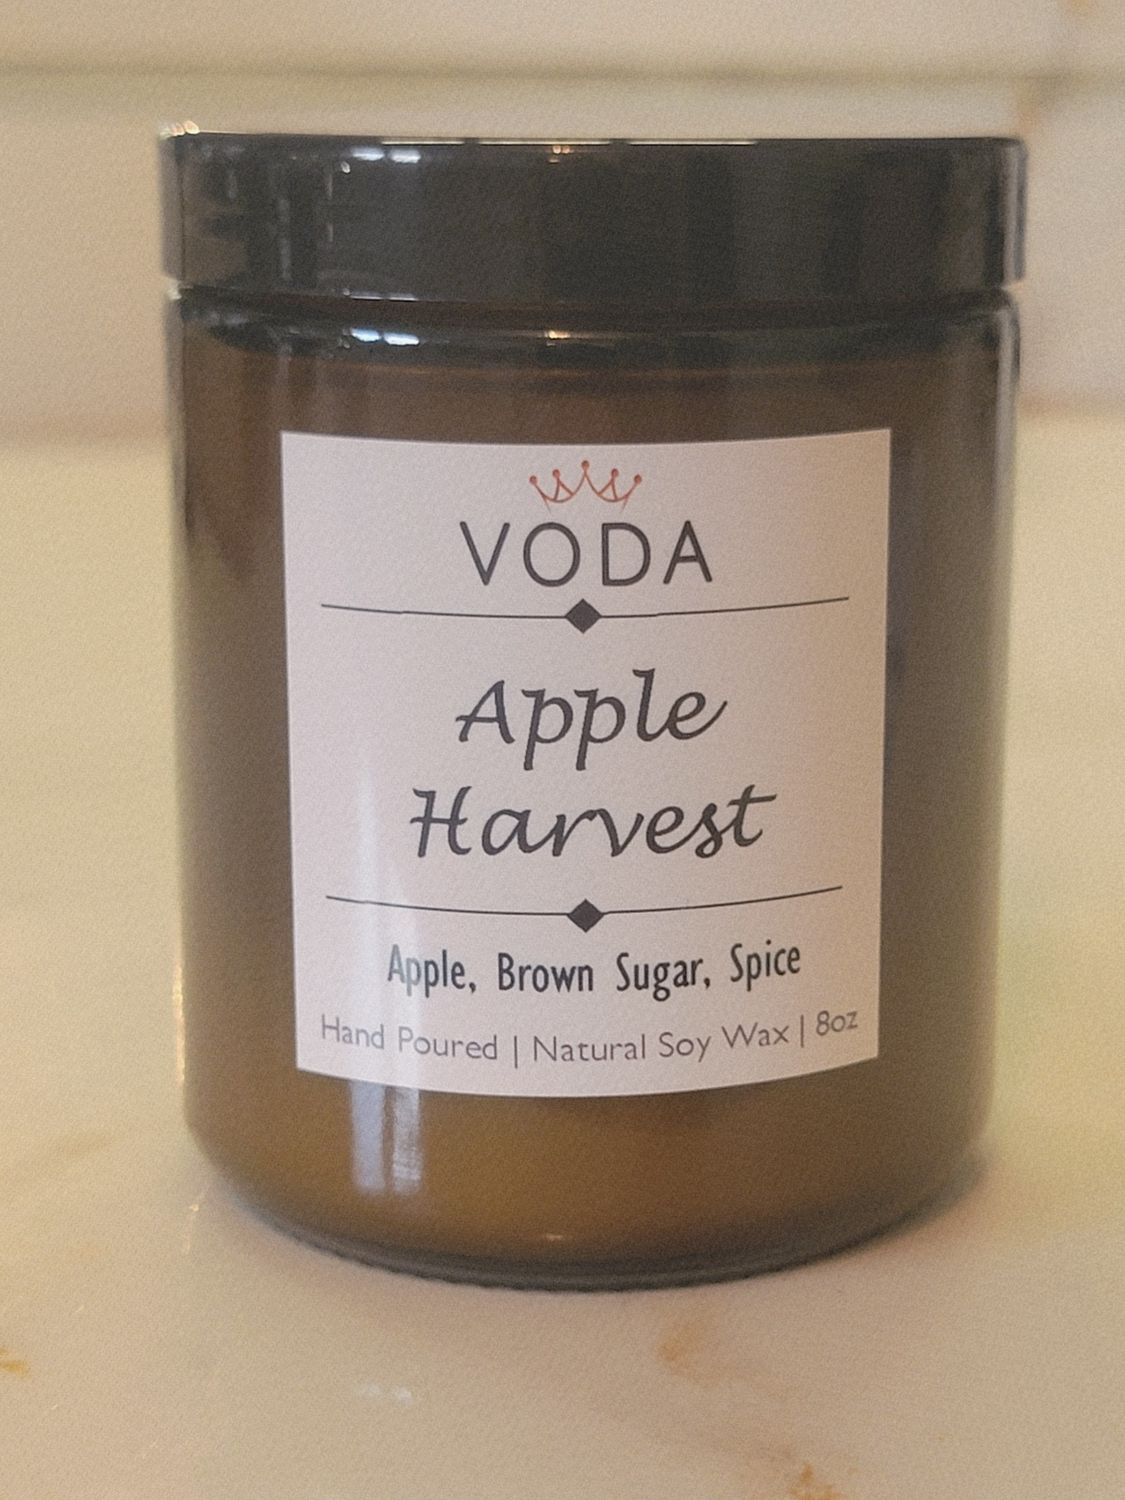 VODA
Apple
Harvest
Apple, Brown Sugar, Spice
Hand Poured | Natural Soy Wax | 8oz